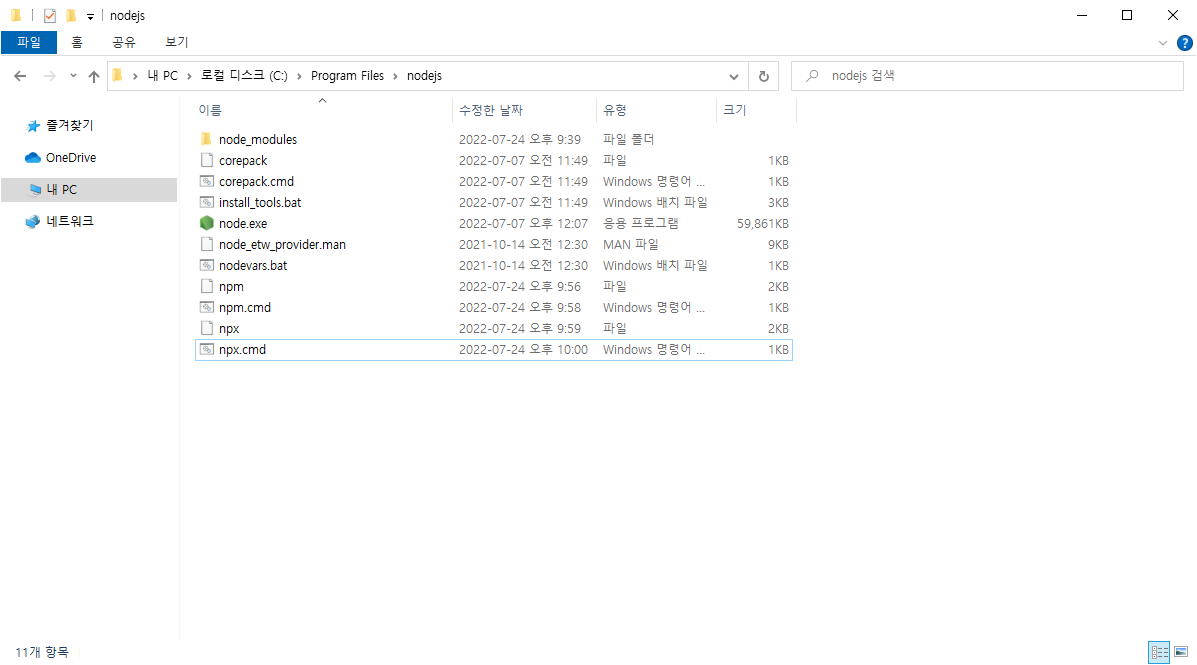 nodejs
파일 홈 공유 보기
내 PC > 로컬 디스크 (C:) > Program Files > nodejs
nodejs 검색
즐겨찾기
OneDrive
내 PC
네트워크
이름 수정한 날짜 유형 크기
node_modules 2022-07-24 오후 9:39 파일 폴더
corepack 2022-07-07 오전 11:49 파일 1KB
corepack.cmd 2022-07-07 오전 11:49 Windows 명령어 ... 1KB
install_tools.bat 2022-07-07 오전 11:49 Windows 배치 파일 3KB
node.exe 2022-07-07 오후 12:07 응용 프로그램 59,861KB
node_etw_provider.man 2021-10-14 오전 12:30 MAN 파일 9KB
nodevars.bat 2021-10-14 오전 12:30 Windows 배치 파일 1KB
npm 2022-07-24 오후 9:56 파일 2KB
npm.cmd 2022-07-24 오후 9:58 Windows 명령어 ... 1KB
npx 2022-07-24 오후 9:59 파일 2KB
npx.cmd 2022-07-24 오후 10:00 Windows 명령어 ... 1KB
11개 항목